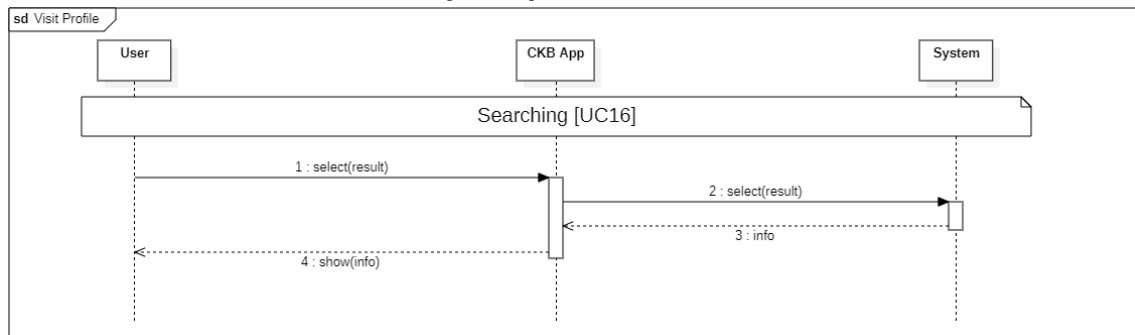 sd Visit Profile
User
CKB App
System
Searching [UC16]
1 : select(result)
2 : select(result)
3 : info
4 : show(info)